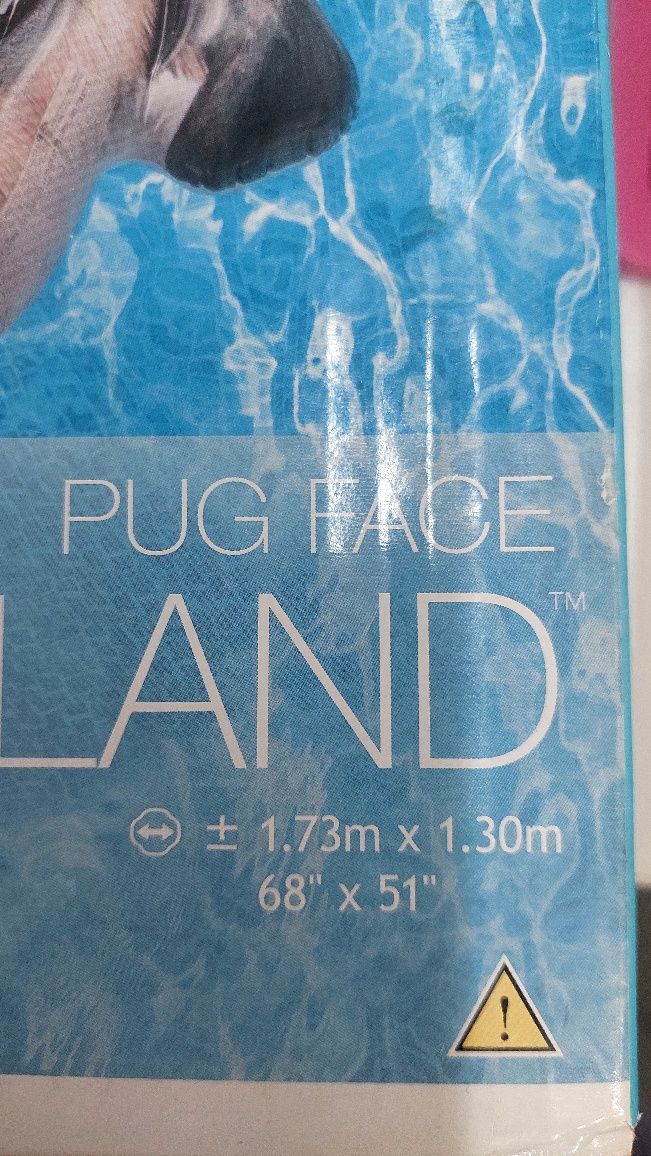 PUG FACE
LAND™
± 1.73m x 1.30m
68" x 51"
!